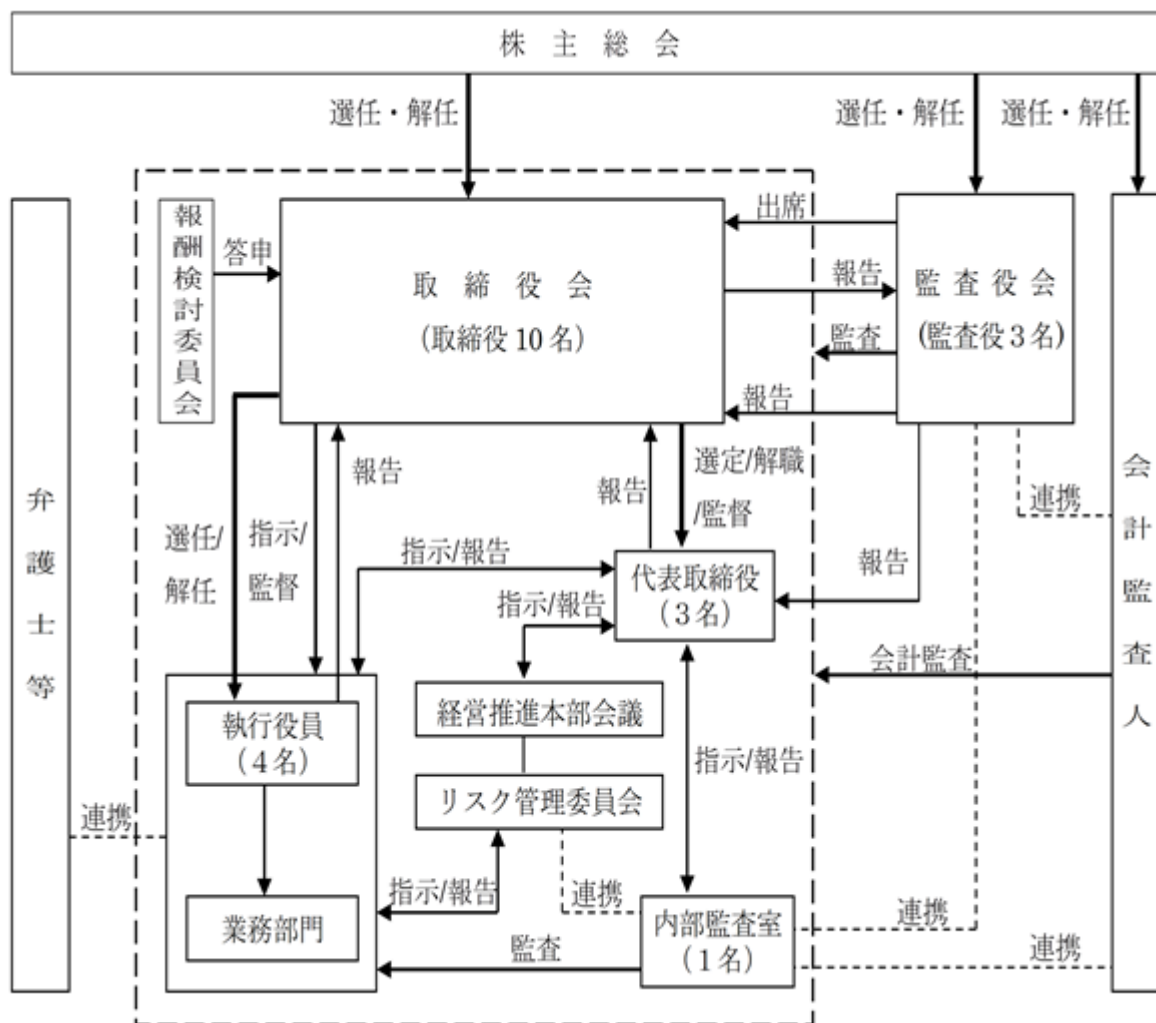 株主総会
選任・解任
選任・解任
選任・解任
報酬検討委員会
答申
取締役会
(取締役10名)
出席
報告
監査
報告
監査役会
(監査役3名)
会計監査人
弁護士等
選任/
解任
指示/
監督
報告
報告
選定/解職
/監督
指示/報告
代表取締役
(3名)
報告
連携
指示/報告
会計監査
経営推進本部会議
執行役員
(4名)
指示/報告
リスク管理委員会
連携
指示/報告
連携
業務部門
監査
内部監査室
(1名)
連携
連携